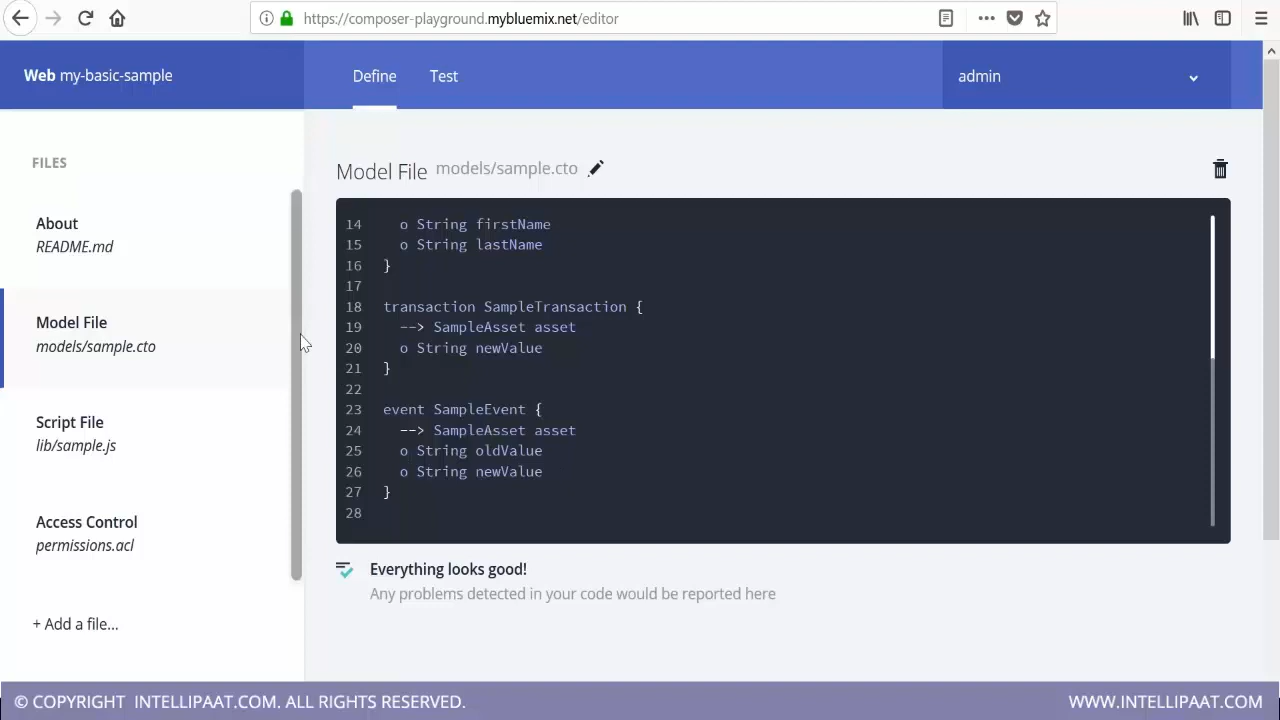 https://composer-playground.mybluemix.net/editor
Web my-basic-sample
Define
Test
admin
FILES
About
README.md
Model File
models/sample.cto
Script File
lib/sample.js
Access Control
permissions.acl
+ Add a file...
Model File models/sample.cto
14 o String firstName
15 o String lastName
16 }
17
18 transaction SampleTransaction {
19 --> SampleAsset asset
20 o String newValue
21 }
22
23 event SampleEvent {
24 --> SampleAsset asset
25 o String oldValue
26 o String newValue
27 }
28
Everything looks good!
Any problems detected in your code would be reported here
© COPYRIGHT INTELLIPAAT.COM. ALL RIGHTS RESERVED.
WWW.INTELLIPAAT.COM